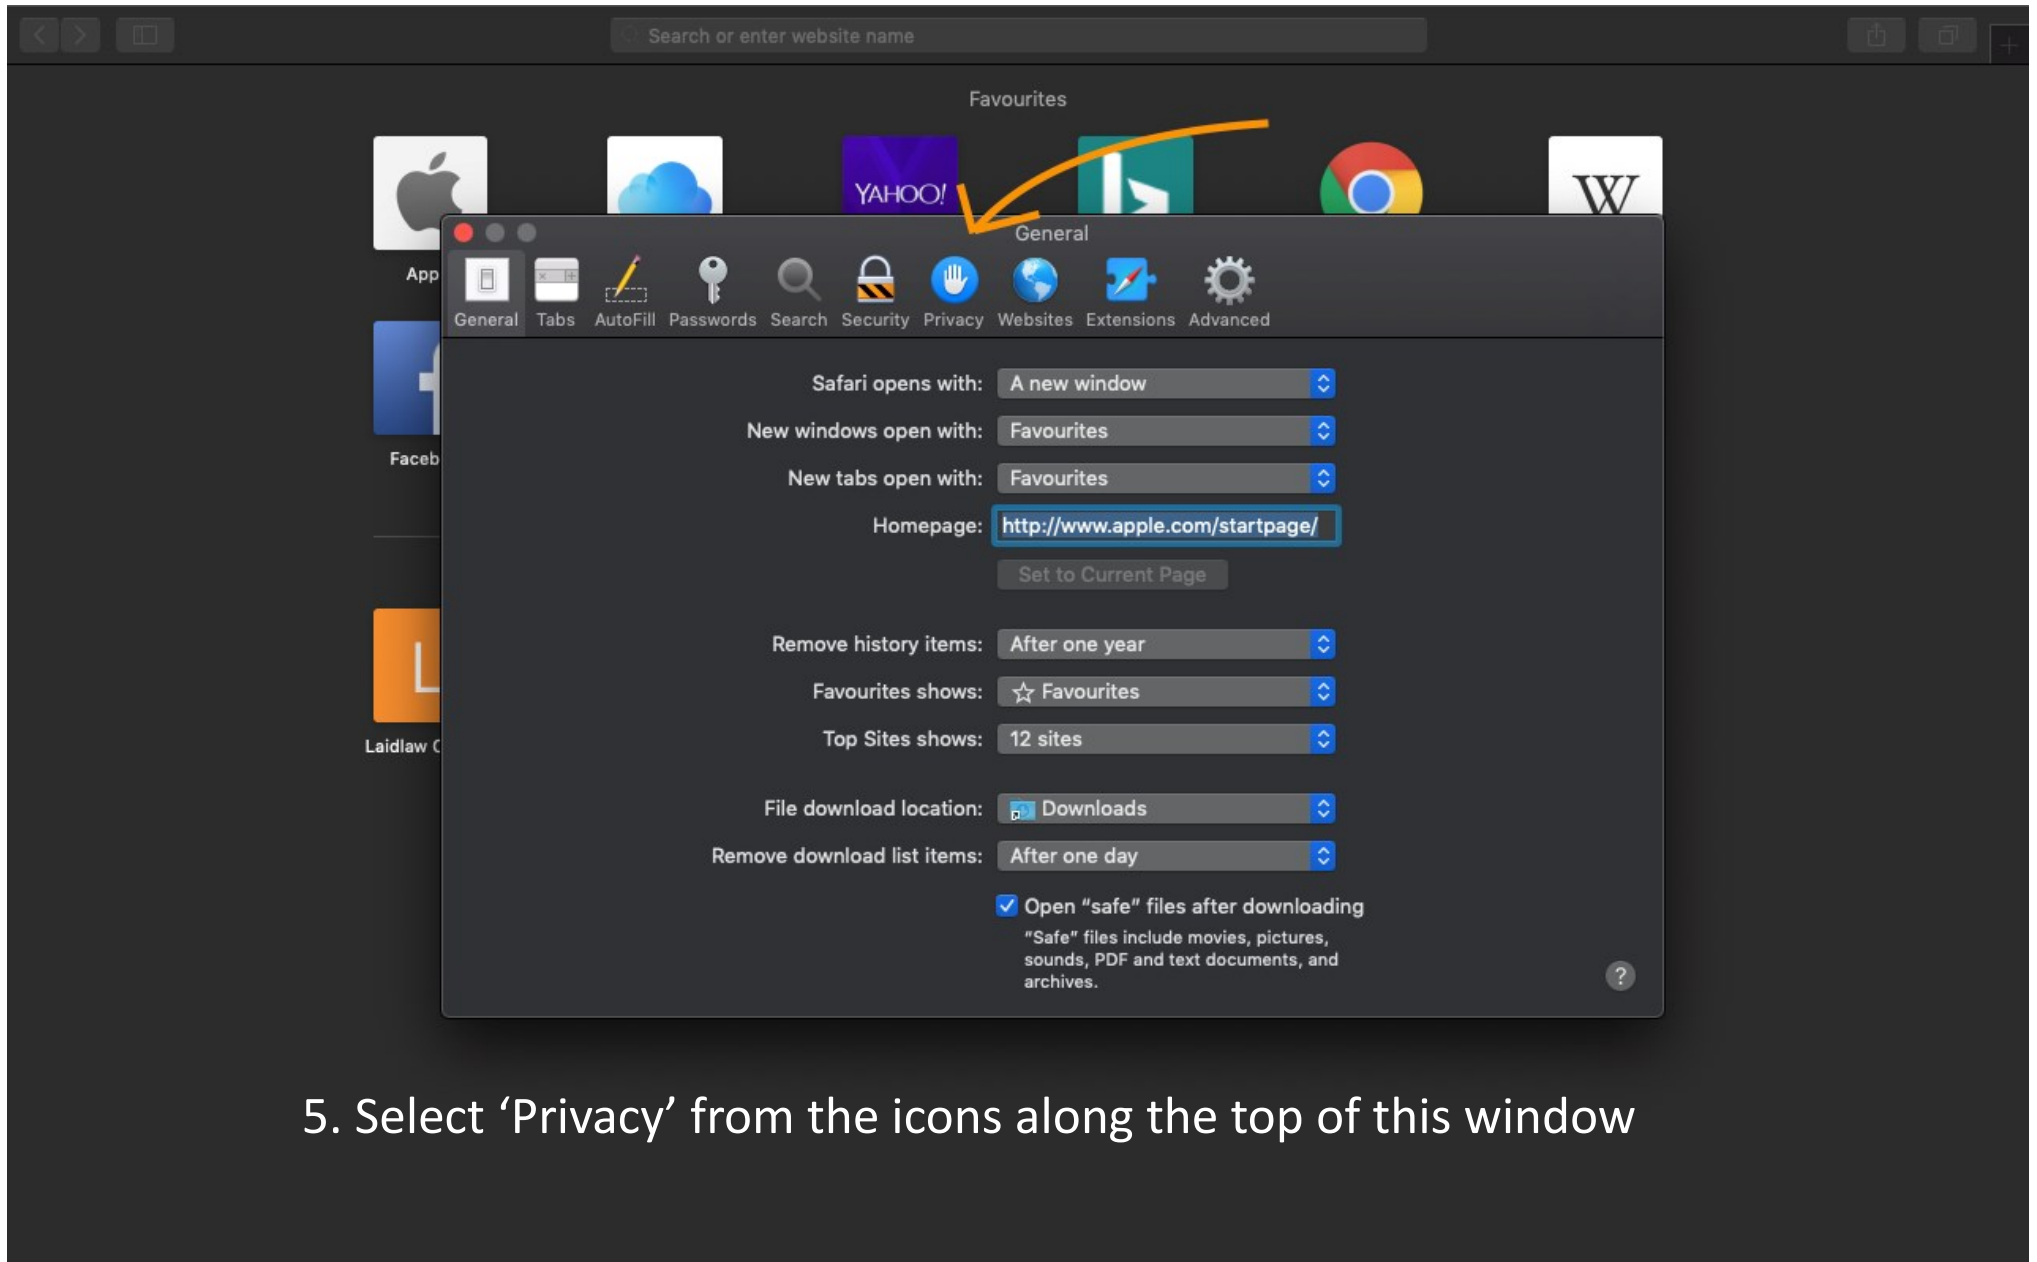 Search or enter website name
Favourites
YAHOO!
W
App
Faceb
L
Laidlaw C
General
General Tabs AutoFill Passwords Search Security Privacy Websites Extensions Advanced
Safari opens with: A new window
New windows open with: Favourites
New tabs open with: Favourites
Homepage: http://www.apple.com/startpage/
Set to Current Page
Remove history items: After one year
Favourites shows: Favourites
Top Sites shows: 12 sites
File download location: Downloads
Remove download list items: After one day
Open “safe” files after downloading
“Safe” files include movies, pictures,
sounds, PDF and text documents, and
archives.
?
5. Select ‘Privacy’ from the icons along the top of this window